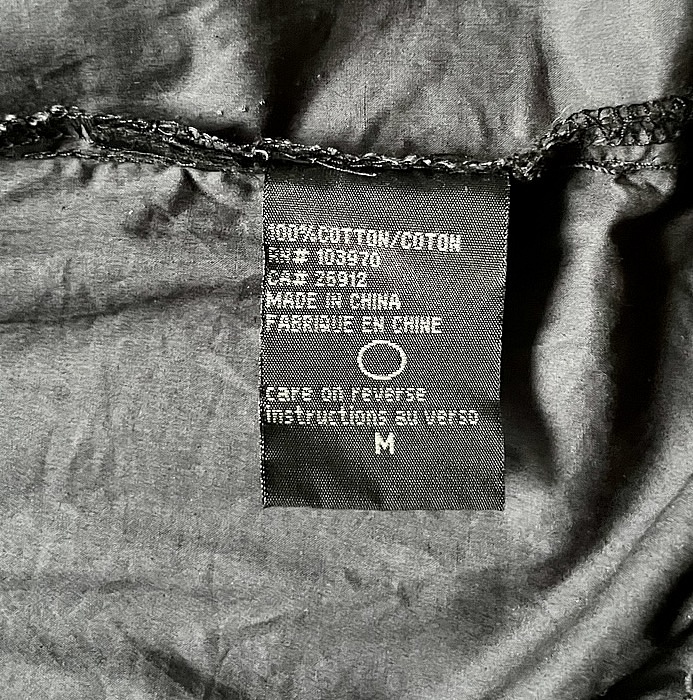 100%COTTON/COTON
RN# 103970
CA# 26912
MADE IN CHINA
FABRIQUE EN CHINE
care on reverse
instructions au verso
M